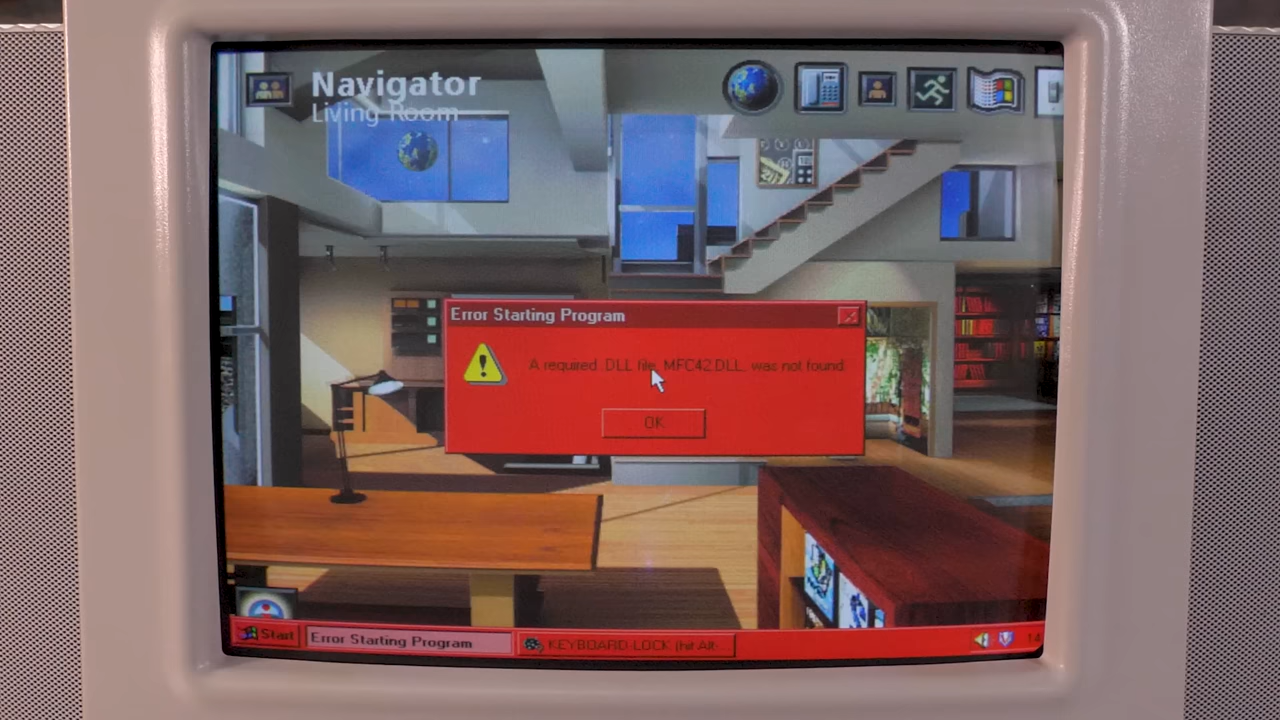 Navigator
Living Room
Error Starting Program
A required .DLL file, MFC42.DLL, was not found.
OK
Start
Error Starting Program
KEYBOARD-LOCK (hit Alt-...
14